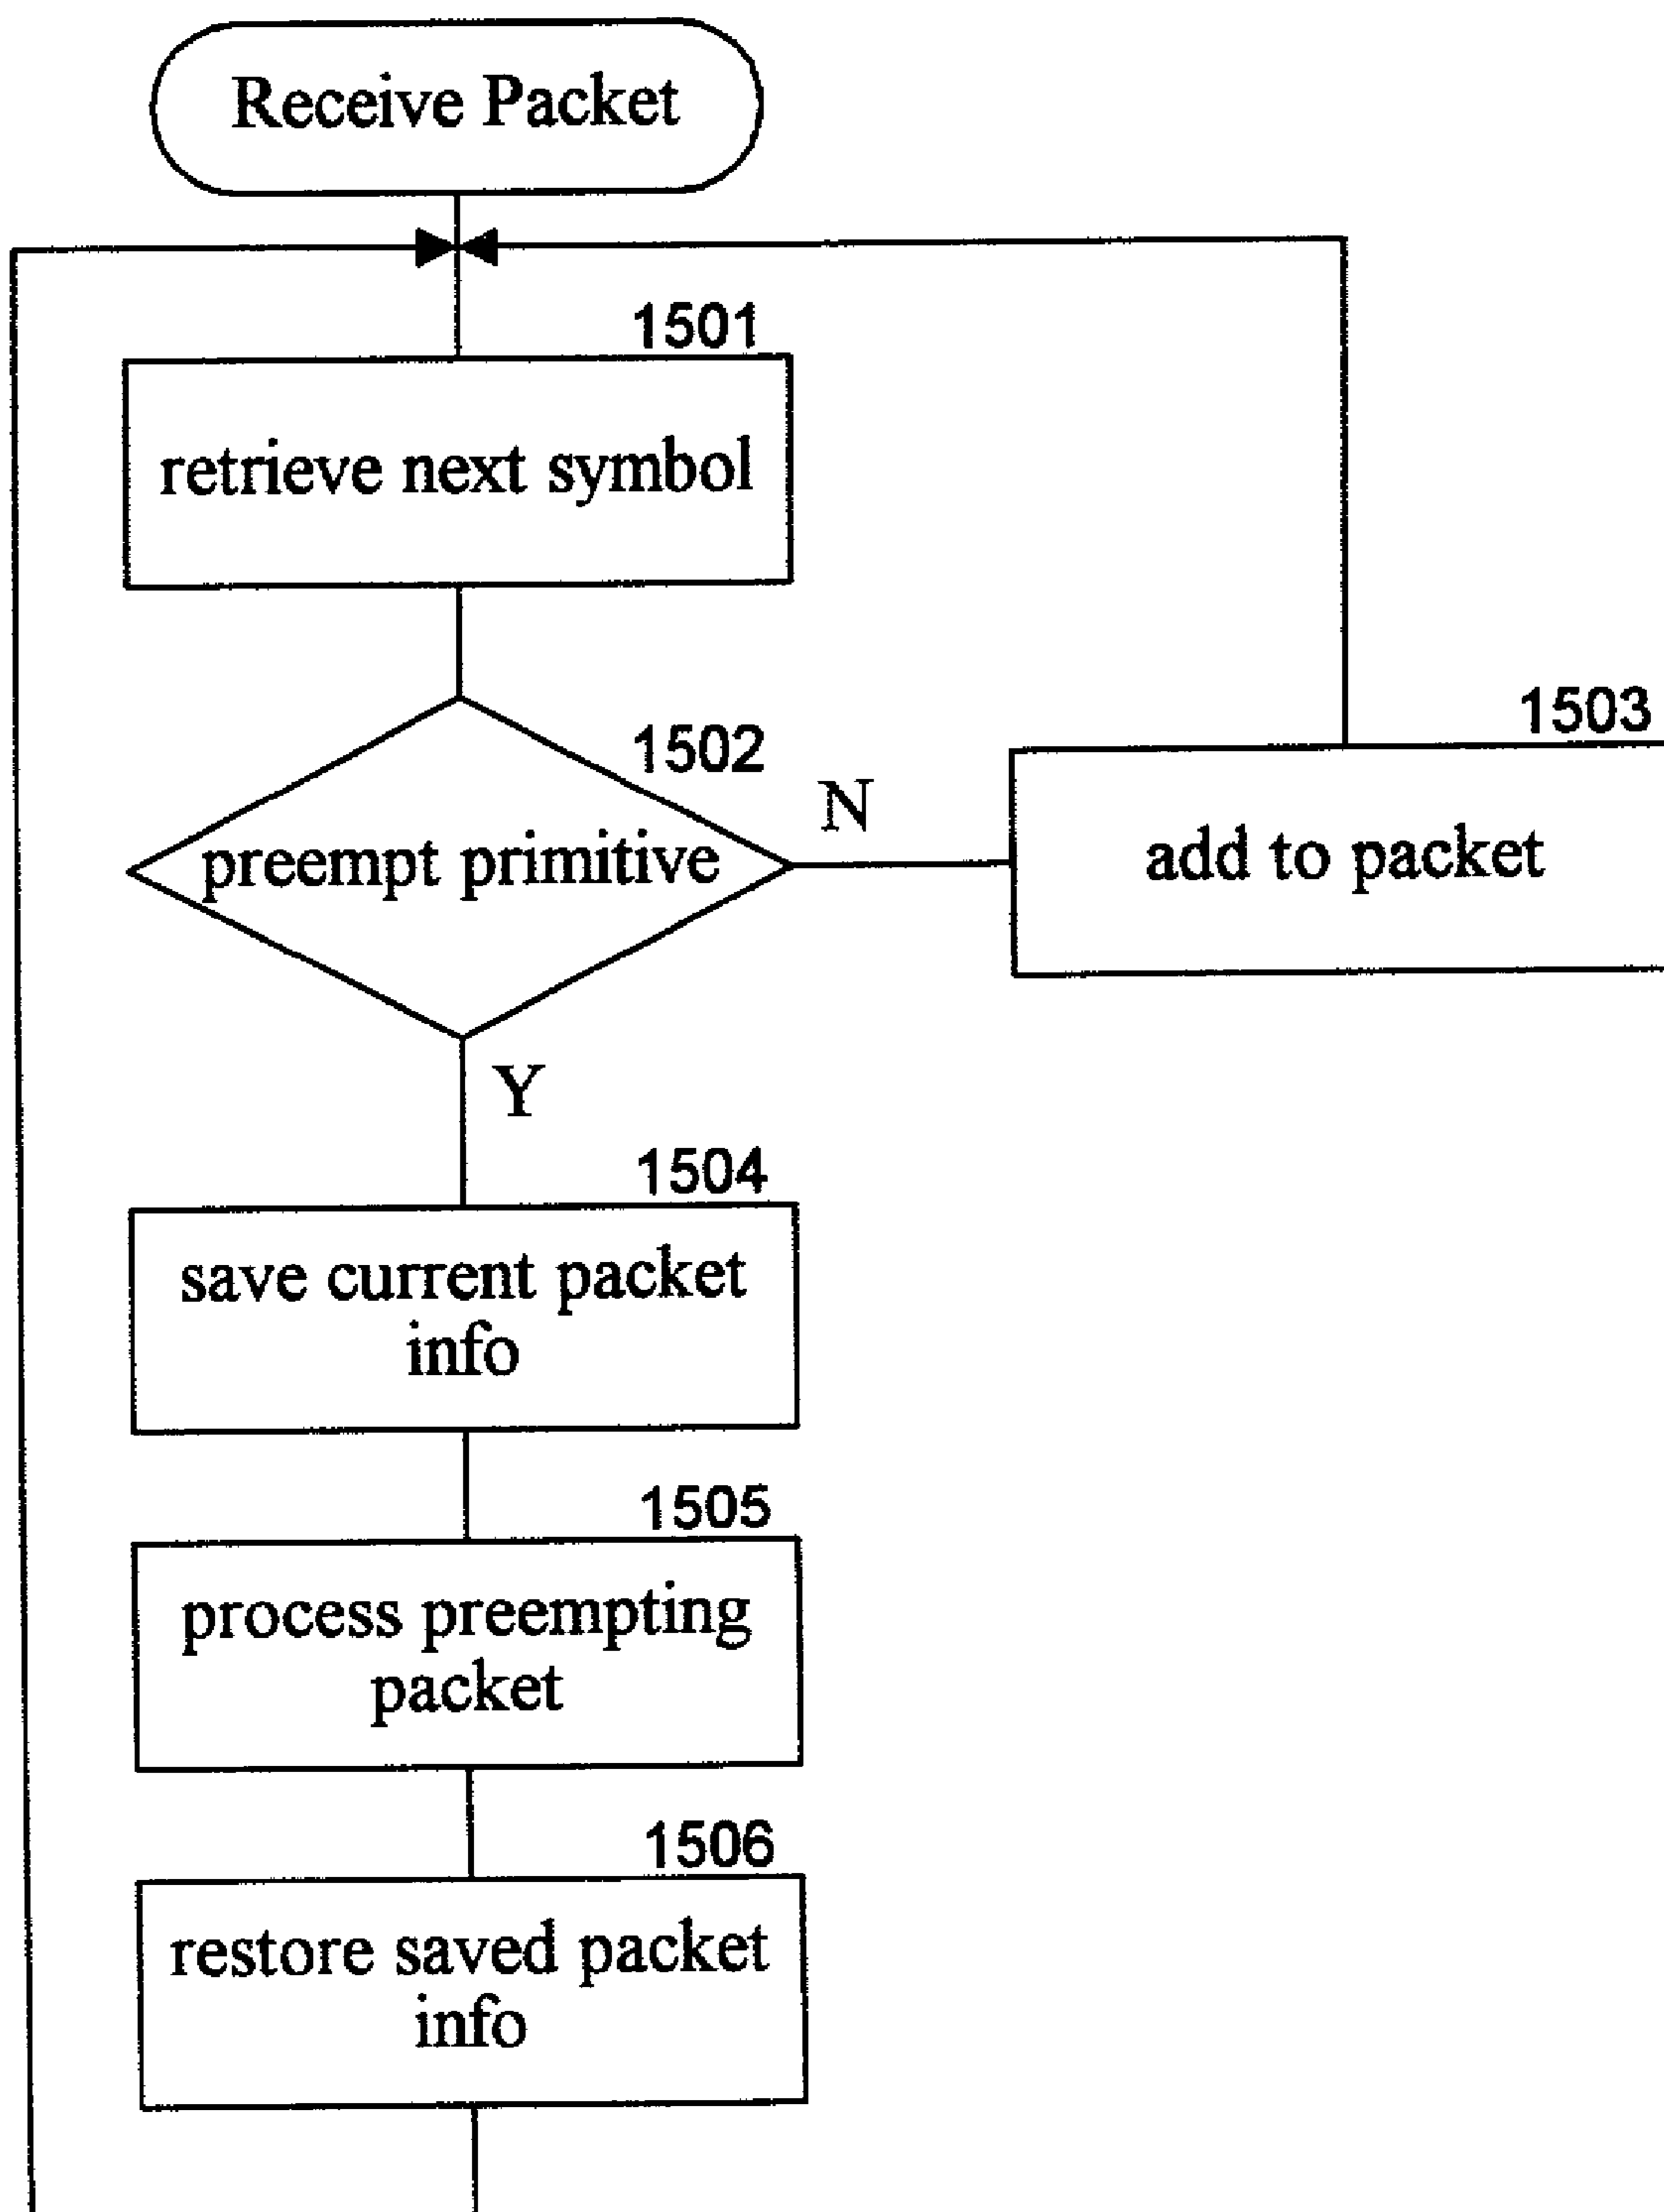 Receive Packet
1501
retrieve next symbol
1502
preempt primitive
N
1503
add to packet
Y
1504
save current packet
info
1505
process preempting
packet
1506
restore saved packet
info